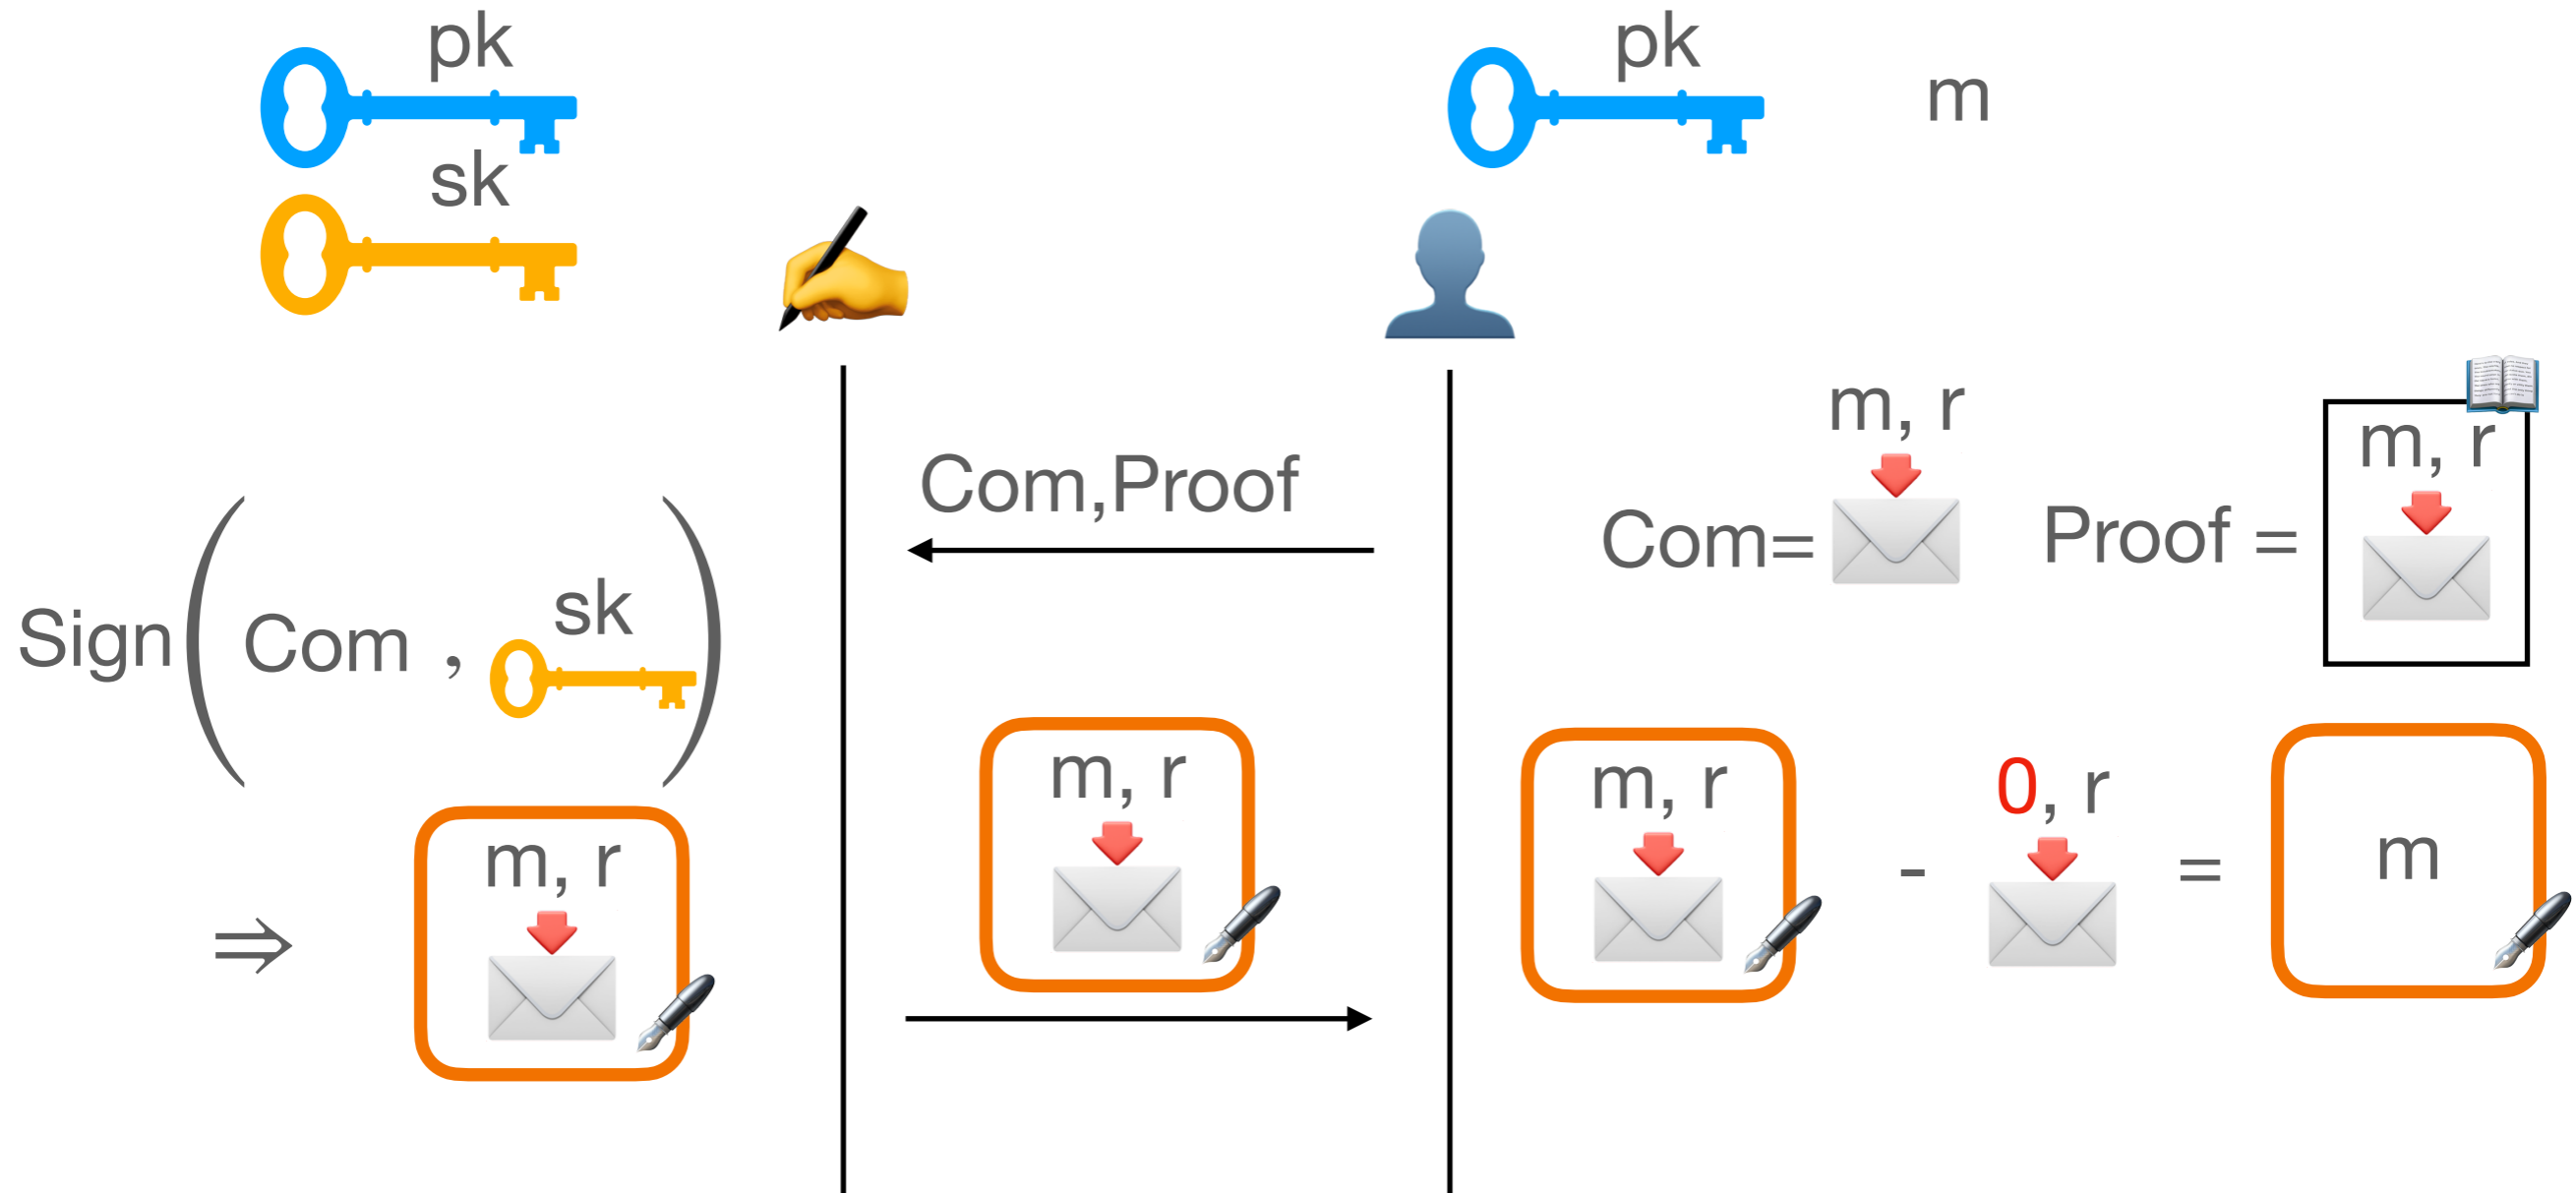 pk
sk
pk
m
Com,Proof
m, r
Com=
Proof =
m, r
Sign( Com , sk )
⇒
m, r
m, r
m, r
-
0, r
=
m